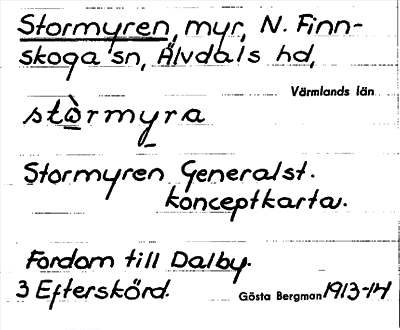 Stormyren, myr, N. Finn-
skoga sn, Älvdals hd,
Värmlands län
stòrmyra
Stormyren Generalst.
konceptkarta.
Fordom till Dalby.
3 Efterskörd. Gösta Bergman 1913-14